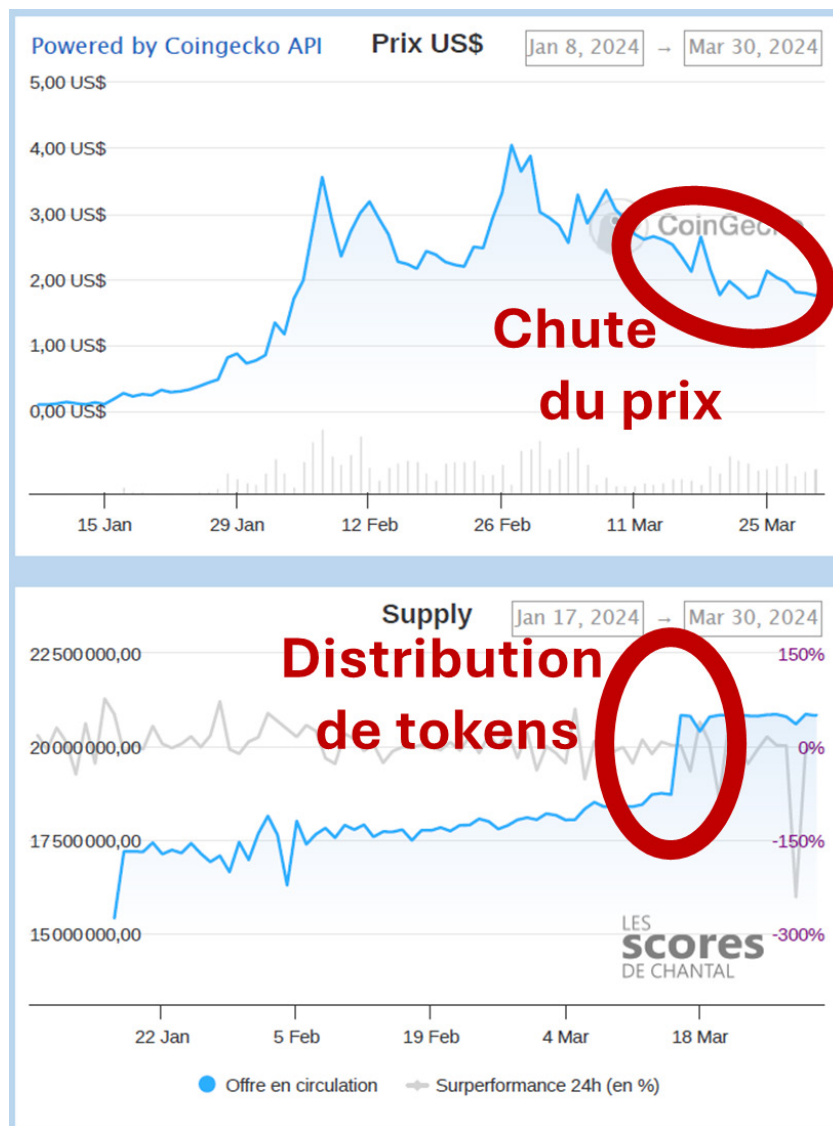 Powered by Coingecko API Prix US$ Jan 8, 2024 → Mar 30, 2024
5,00 US$
4,00 US$
3,00 US$
CoinGecko
2,00 US$
Chute
1,00 US$
du prix
0,00 US$
15 Jan 29 Jan 12 Feb 26 Feb 11 Mar 25 Mar
Supply Jan 17, 2024 → Mar 30, 2024
22 500 000,00 150%
Distribution
de tokens
20 000 000,00 0%
17 500 000,00 -150%
LES
scores
DE CHANTAL
15 000 000,00 -300%
22 Jan 5 Feb 19 Feb 4 Mar 18 Mar
Offre en circulation Surperformance 24h (en %)